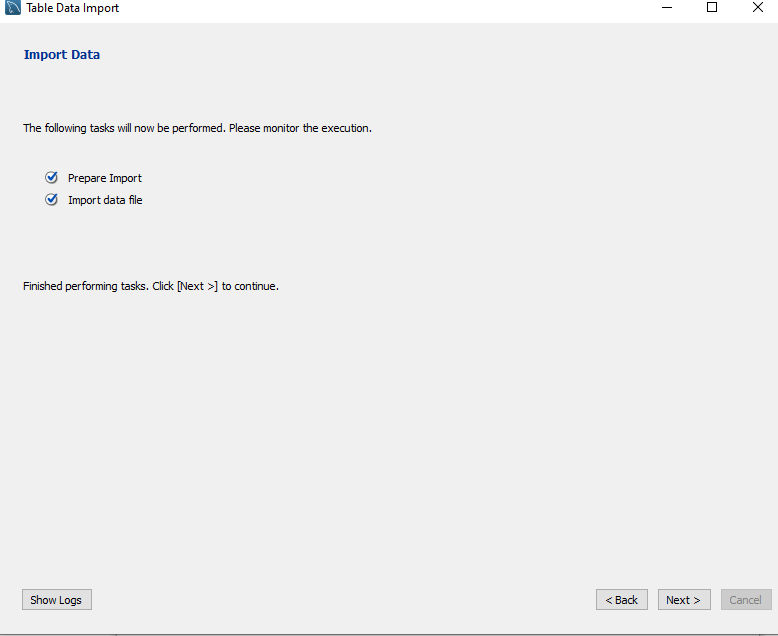 Table Data Import
Import Data
The following tasks will now be performed. Please monitor the execution.
Prepare Import
Import data file
Finished performing tasks. Click [Next >] to continue.
Show Logs
< Back
Next >
Cancel